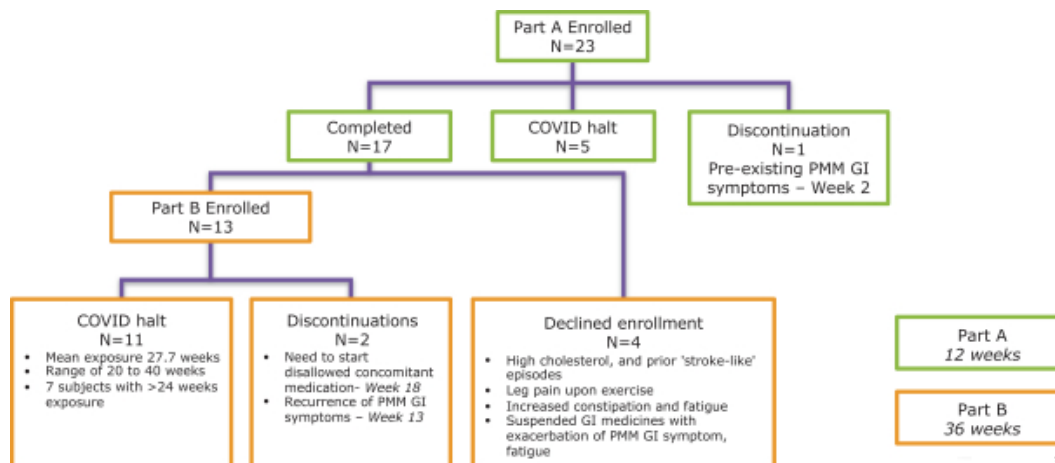 Part A Enrolled
N=23
Completed
N=17
COVID halt
N=5
Discontinuation
N=1
Pre-existing PMM GI
symptoms – Week 2
Part B Enrolled
N=13
COVID halt
N=11
• Mean exposure 27.7 weeks
• Range of 20 to 40 weeks
• 7 subjects with >24 weeks
exposure
Discontinuations
N=2
• Need to start
disallowed concomitant
medication- Week 18
• Recurrence of PMM GI
symptoms – Week 13
Declined enrollment
N=4
• High cholesterol, and prior ‘stroke-like’
episodes
• Leg pain upon exercise
• Increased constipation and fatigue
• Suspended GI medicines with
exacerbation of PMM GI symptom,
fatigue
Part A
12 weeks
Part B
36 weeks